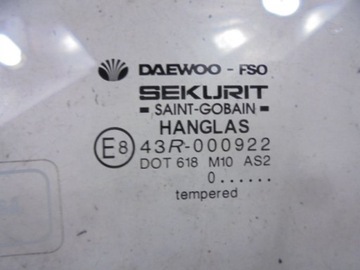 DAEWOO - FSO
SEKURIT
SAINT-GOBAIN
HANGLAS
E8 43R-000922
DOT 618 M10 AS2
0......
tempered